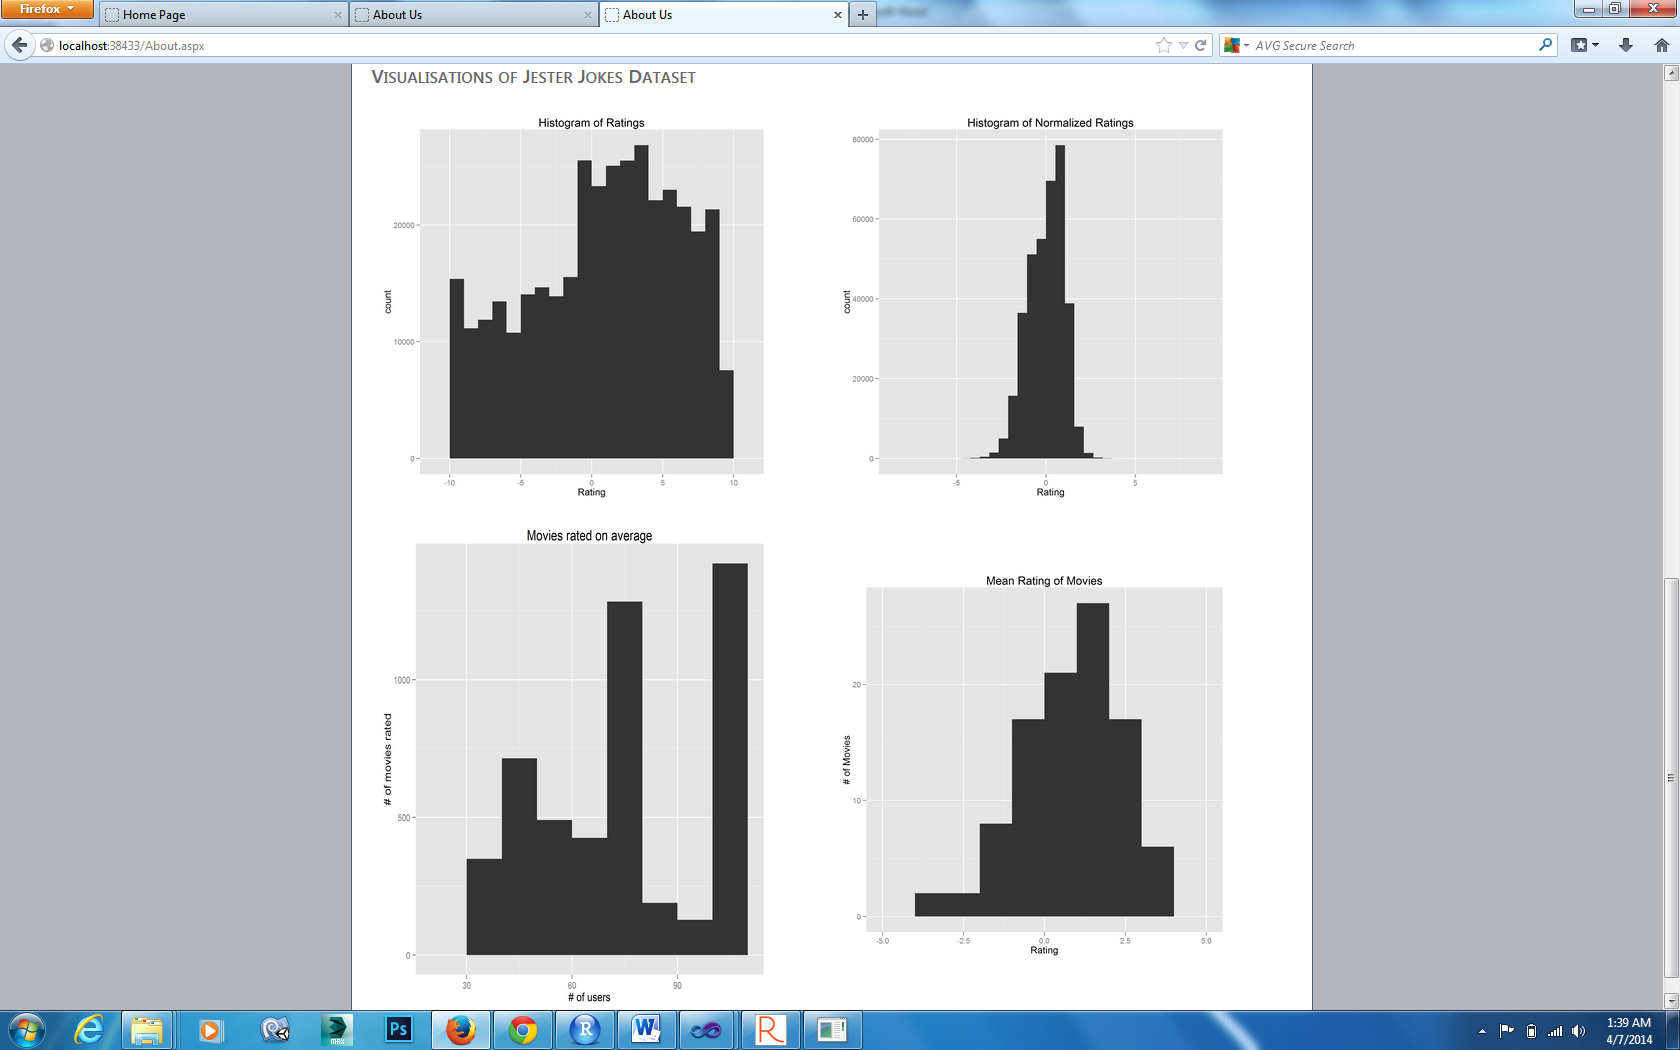 Firefox
Home Page
About Us
About Us
localhost:38433/About.aspx
AVG Secure Search
VISUALISATIONS OF JESTER JOKES DATASET
Histogram of Ratings
count
20000
10000
0
-10 -5 0 5 10
Rating
Histogram of Normalized Ratings
count
80000
60000
40000
20000
0
-5 0 5
Rating
Movies rated on average
# of movies rated
1000
500
0
30 60 90
# of users
Mean Rating of Movies
# of Movies
20
10
0
-5.0 -2.5 0.0 2.5 5.0
Rating
MAX
Ps
R
W
R
1:39 AM
4/7/2014